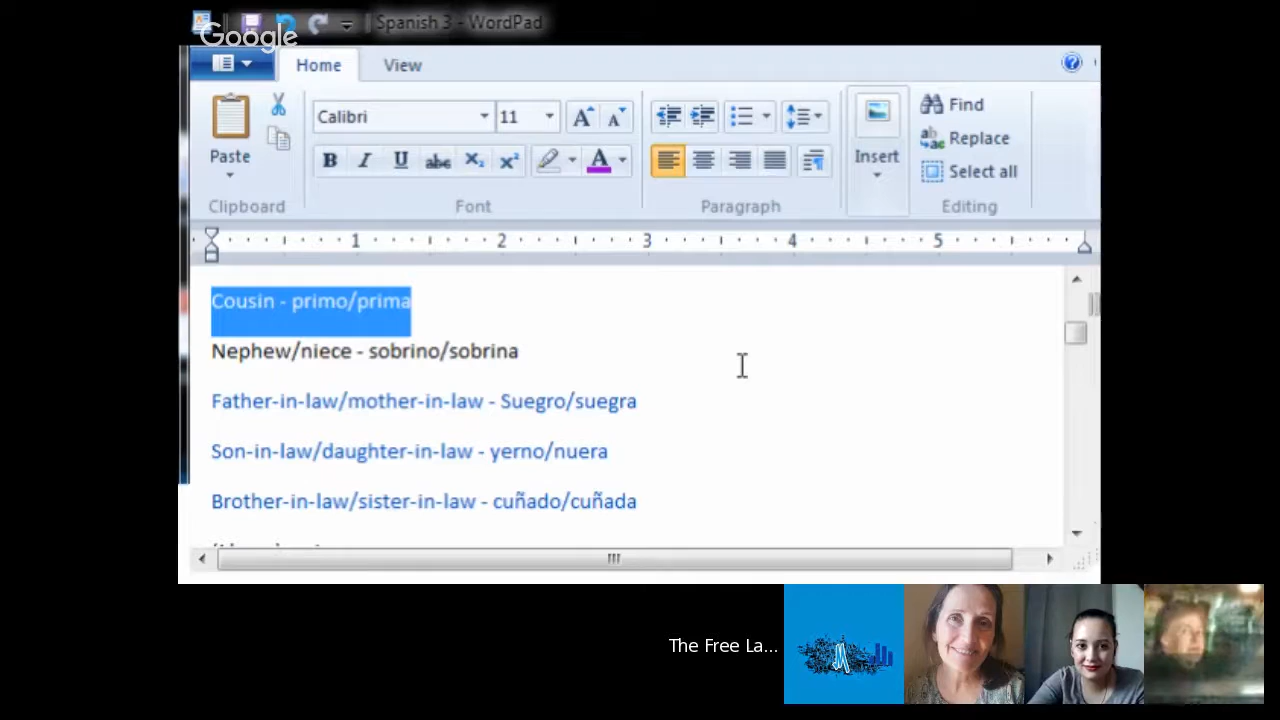 Spanish 3 - WordPad
Google
Home View
Calibri 11
Paste
B I U abc X₂ X² A
Insert
Find
Replace
Select all
Clipboard Font Paragraph Editing
1 2 3 4 5
Cousin - primo/prima
Nephew/niece - sobrino/sobrina
Father-in-law/mother-in-law - Suegro/suegra
Son-in-law/daughter-in-law - yerno/nuera
Brother-in-law/sister-in-law - cuñado/cuñada
The Free La...